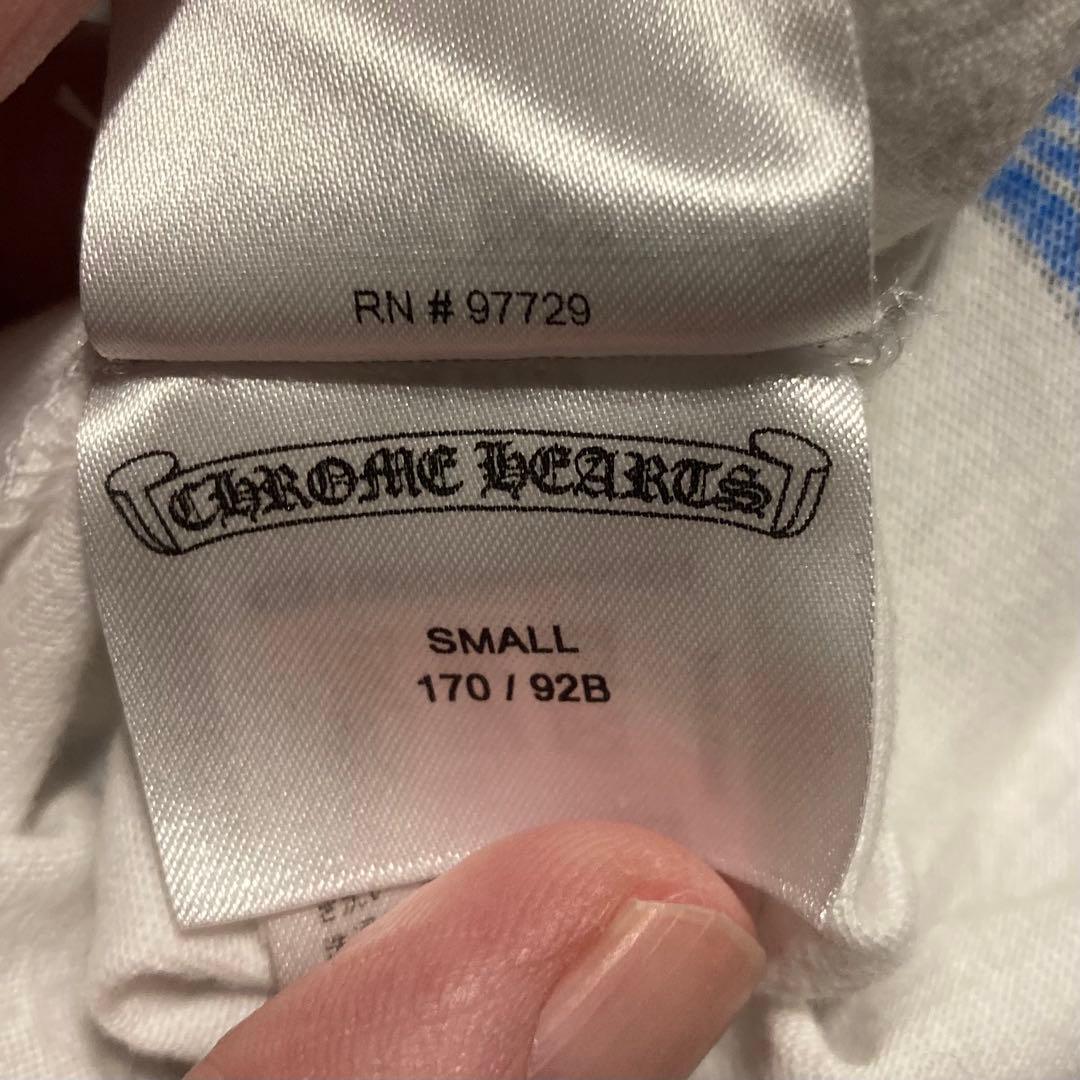 RN # 97729
CHROME HEARTS
SMALL
170 / 92B